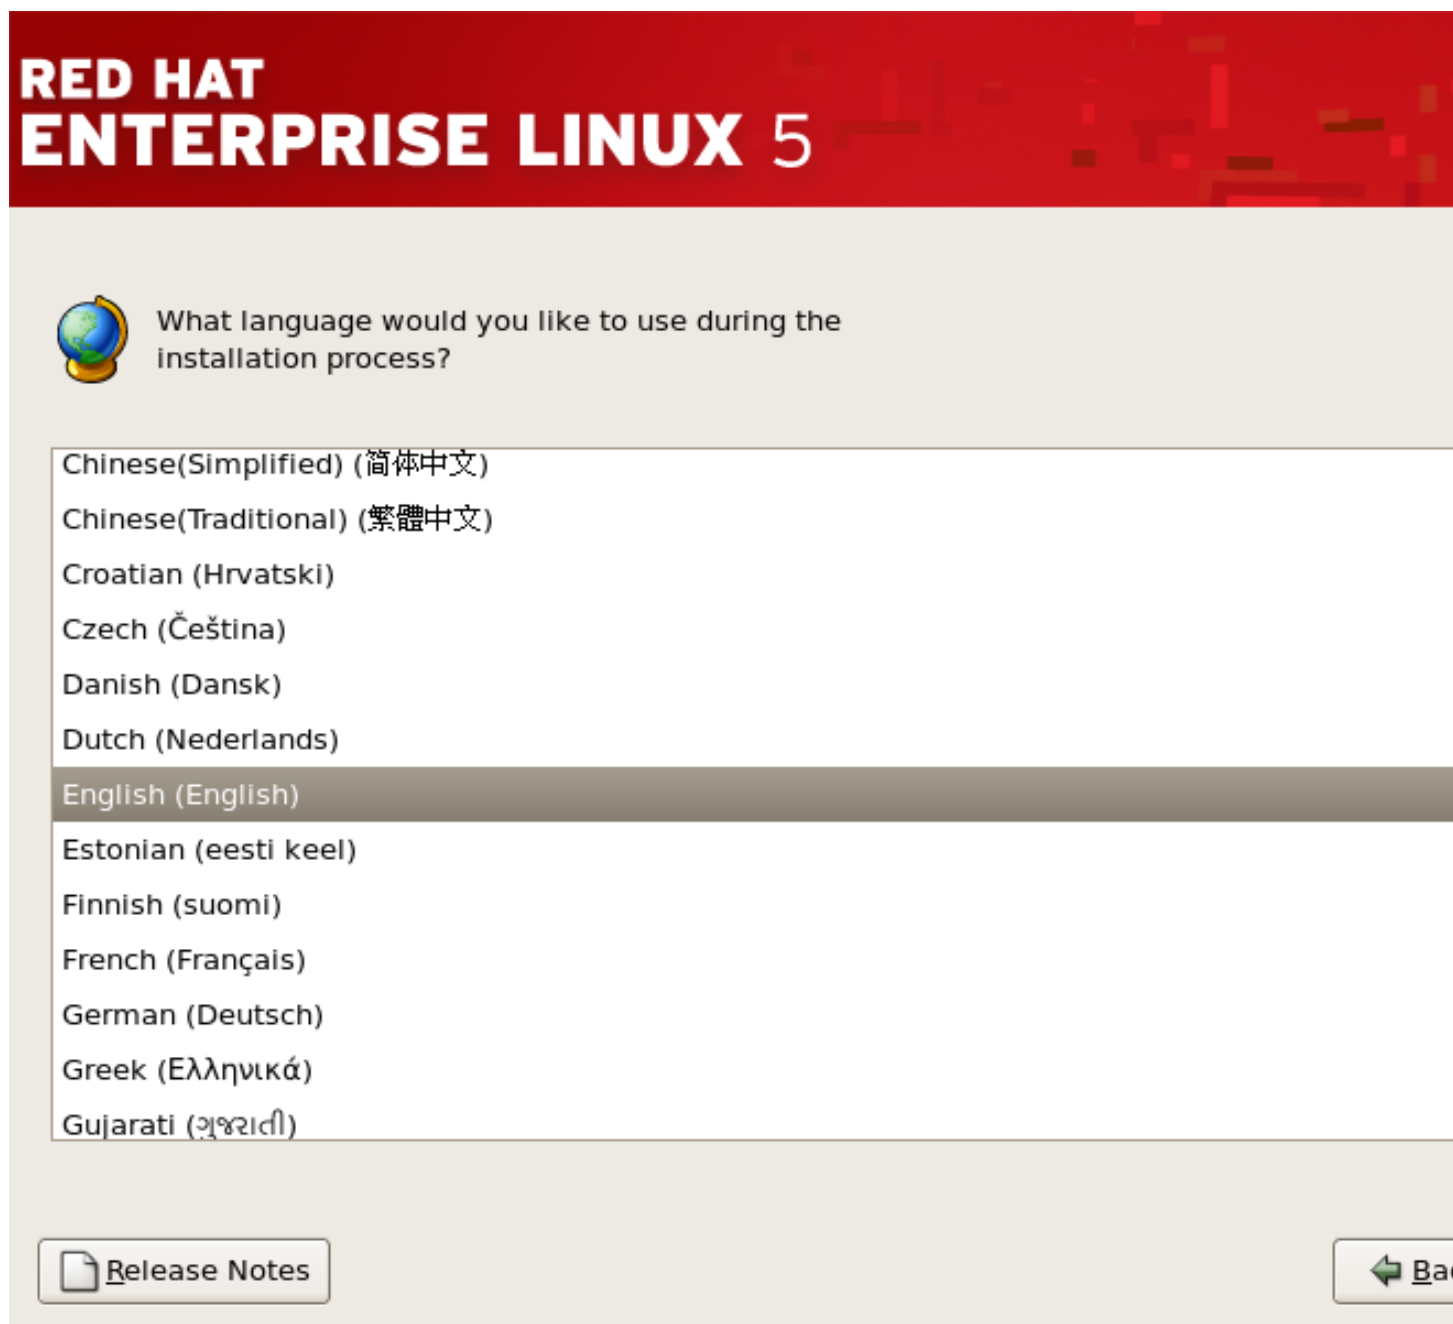 RED HAT
ENTERPRISE LINUX 5
What language would you like to use during the
installation process?
Chinese(Simplified) (简体中文)
Chinese(Traditional) (繁體中文)
Croatian (Hrvatski)
Czech (Čeština)
Danish (Dansk)
Dutch (Nederlands)
English (English)
Estonian (eesti keel)
Finnish (suomi)
French (Français)
German (Deutsch)
Greek (Ελληνικά)
Gujarati (ગુજરાતી)
Release Notes